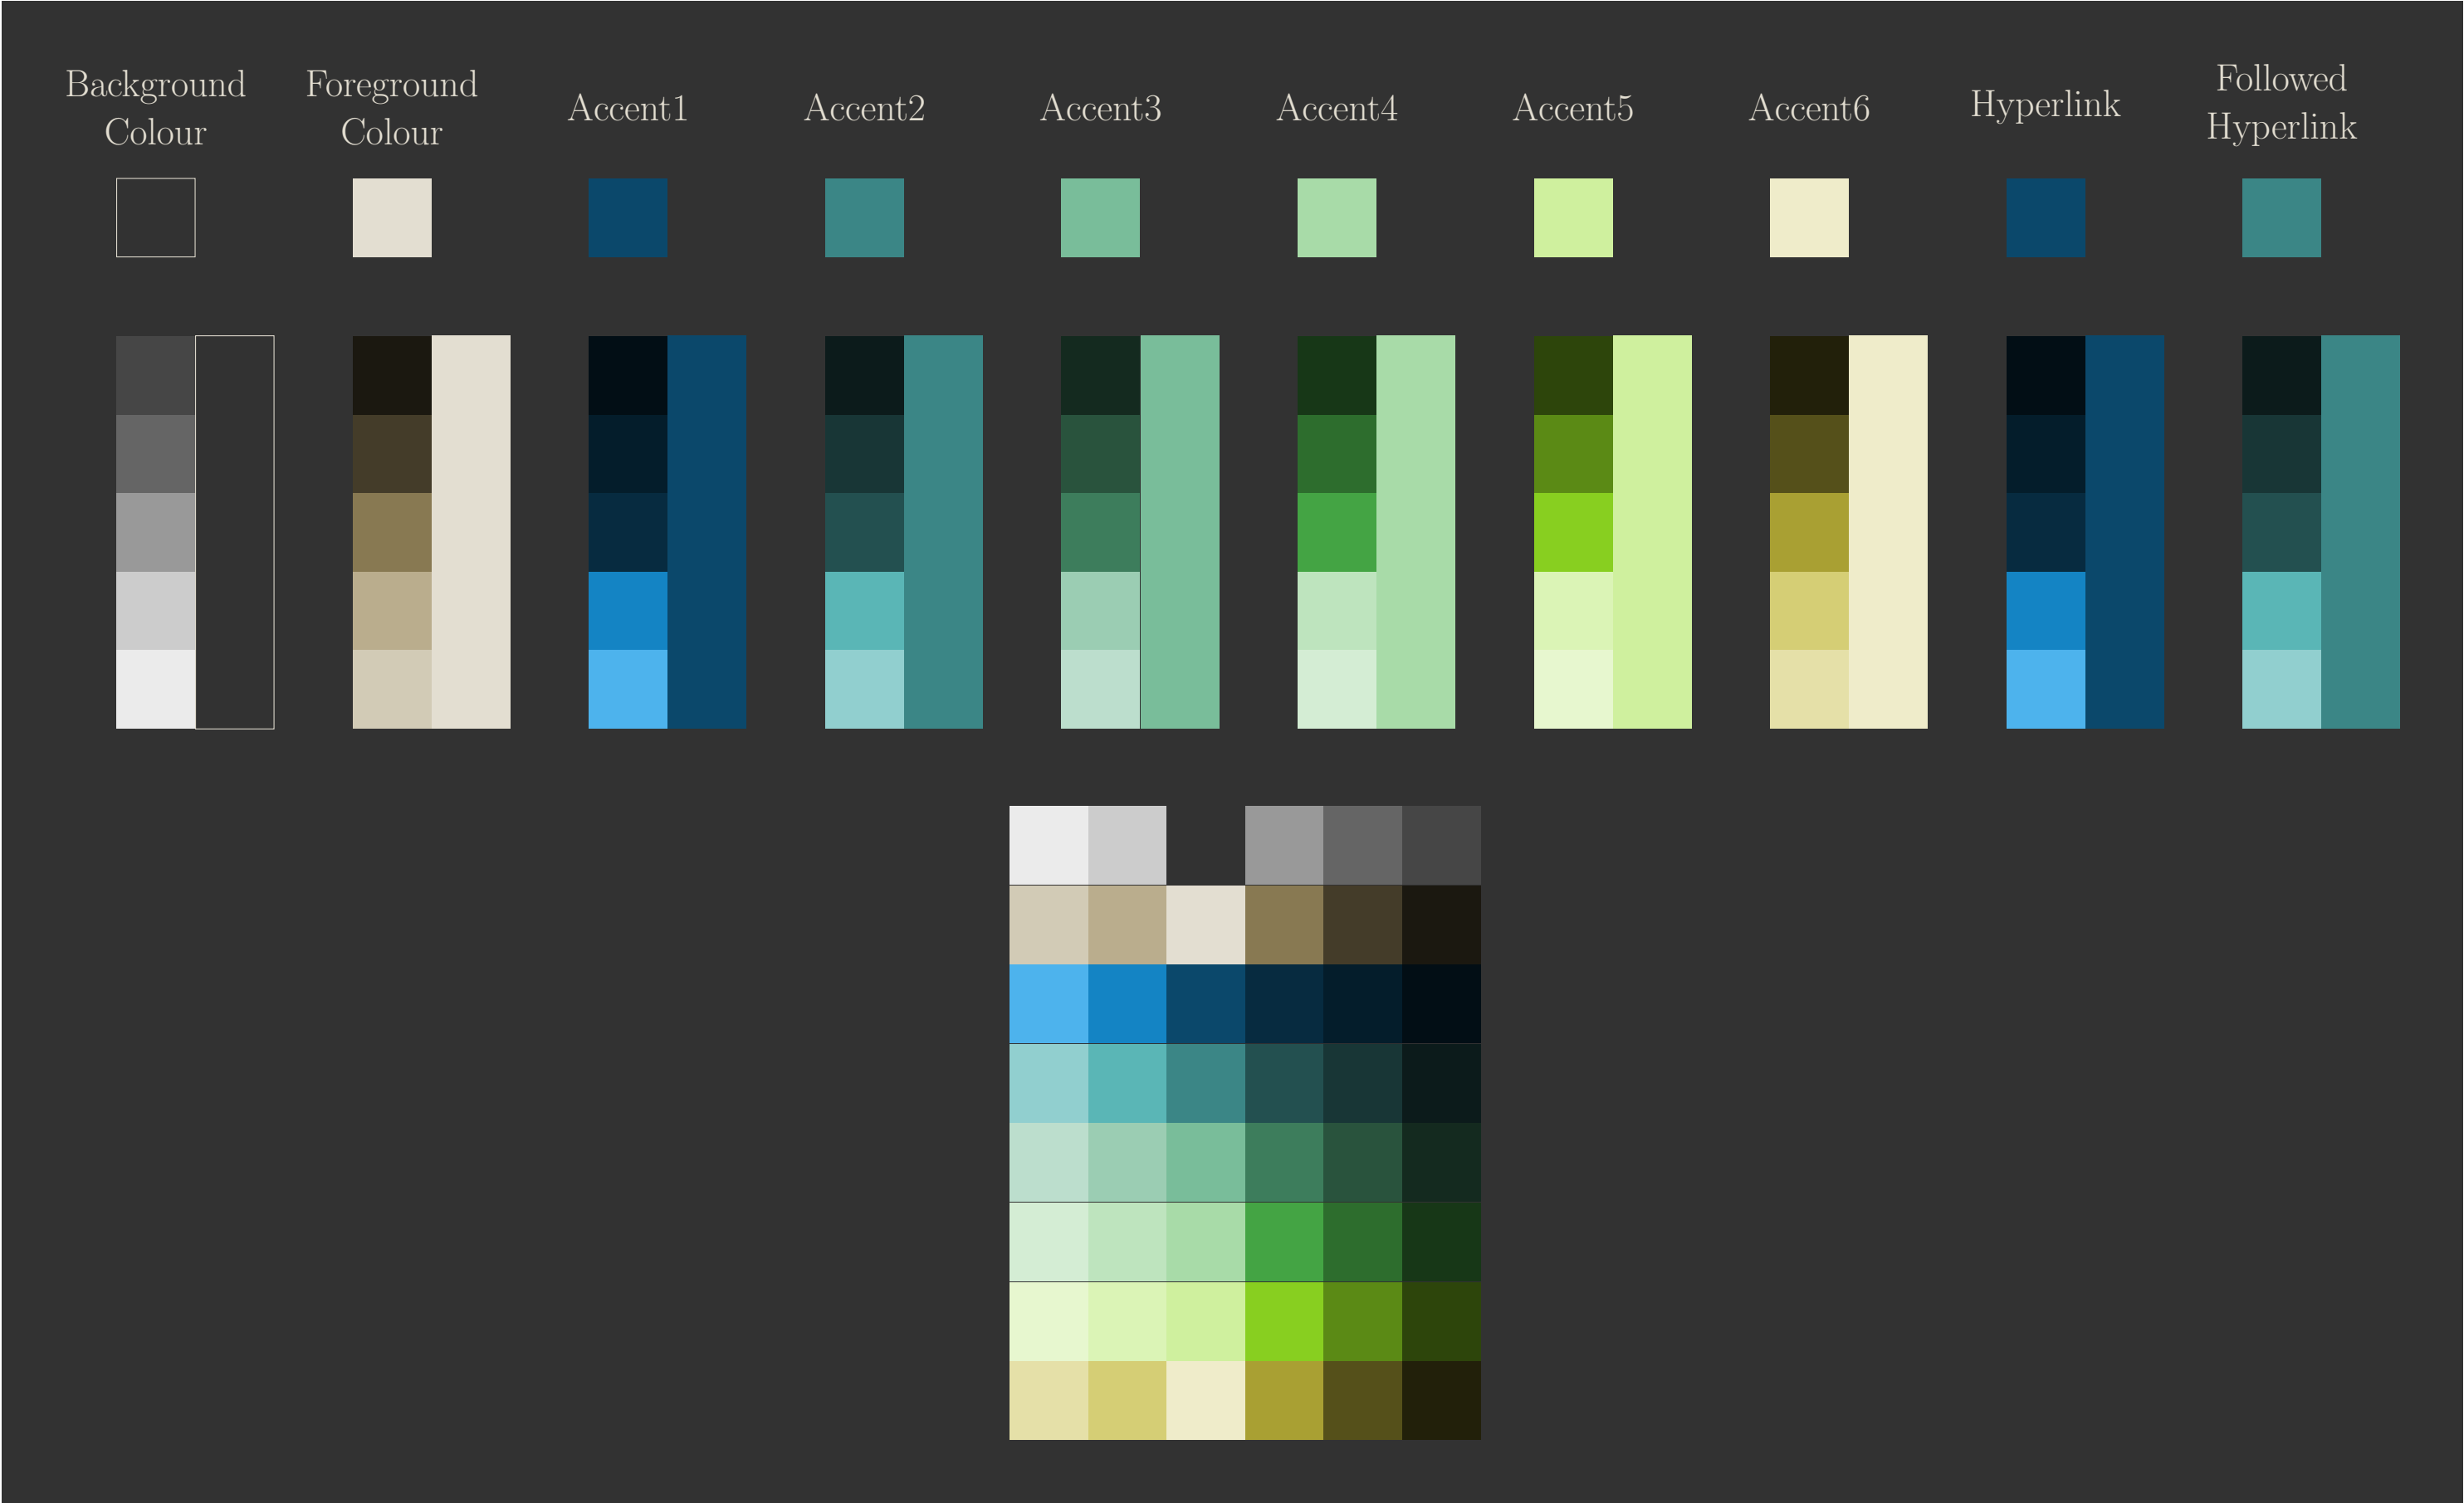 Background
Colour
Foreground
Colour
Accent1
Accent2
Accent3
Accent4
Accent5
Accent6
Hyperlink
Followed
Hyperlink